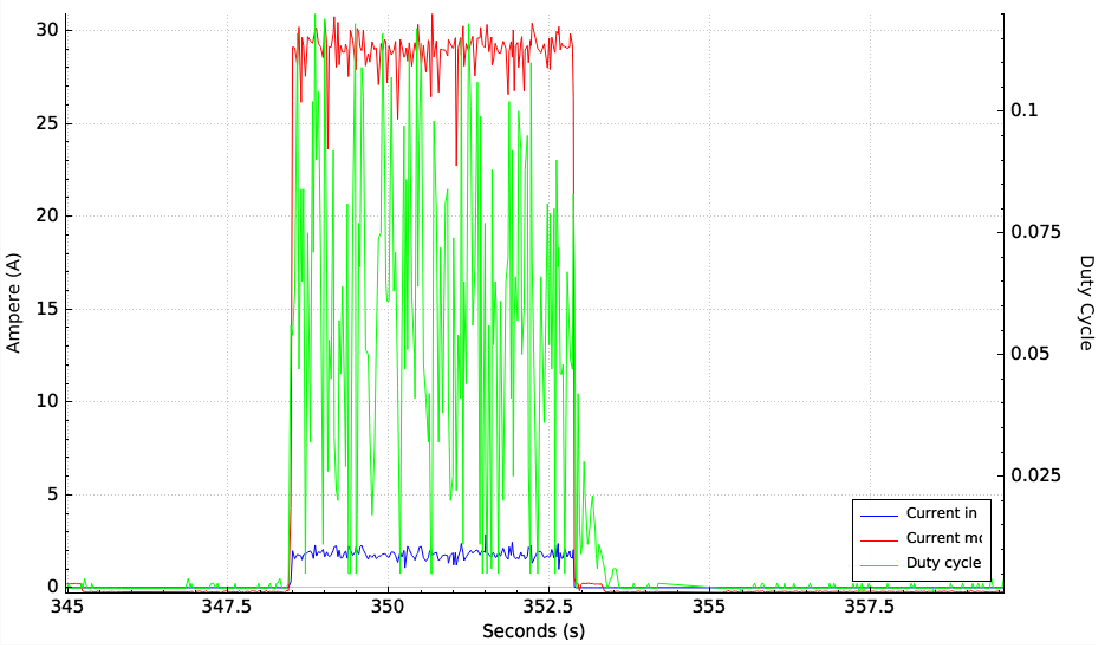 30
25
20
15
10
5
0
Ampere (A)
345
347.5
350
352.5
355
357.5
Seconds (s)
0.1
0.075
0.05
0.025
Duty Cycle
Current in
Current mo
Duty cycle